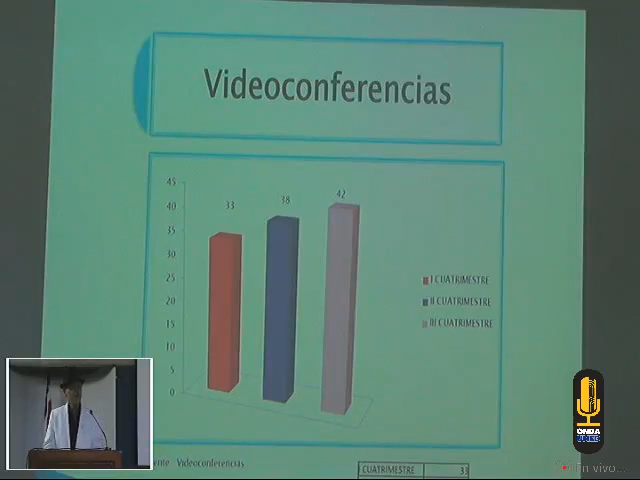 Videoconferencias
45
40
35
30
25
20
15
10
5
0
33
38
42
I CUATRIMESTRE
II CUATRIMESTRE
III CUATRIMESTRE
ONDA
UNED
Videoconferencias
CUATRIMESTRE 33
En vivo...